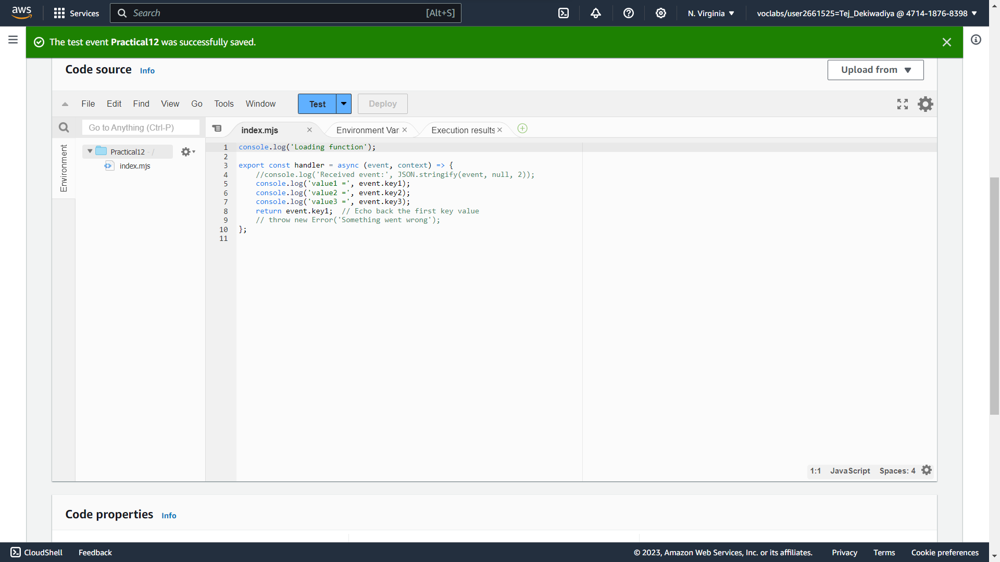 aws Services Search [Alt+S] N. Virginia voclabs/user2661525=Tej_Dekiwadiya @ 4714-1876-8398
The test event Practical12 was successfully saved.
Code source Info Upload from
File Edit Find View Go Tools Window Test Deploy
Go to Anything (Ctrl-P) index.mjs Environment Var Execution results
Environment
Practical12 - /
index.mjs
1 console.log('Loading function');
2
3 export const handler = async (event, context) => {
4 //console.log('Received event:', JSON.stringify(event, null, 2));
5 console.log('value1 =', event.key1);
6 console.log('value2 =', event.key2);
7 console.log('value3 =', event.key3);
8 return event.key1;  // Echo back the first key value
9 // throw new Error('Something went wrong');
10 };
11
1:1 JavaScript Spaces: 4
Code properties Info
CloudShell Feedback © 2023, Amazon Web Services, Inc. or its affiliates. Privacy Terms Cookie preferences